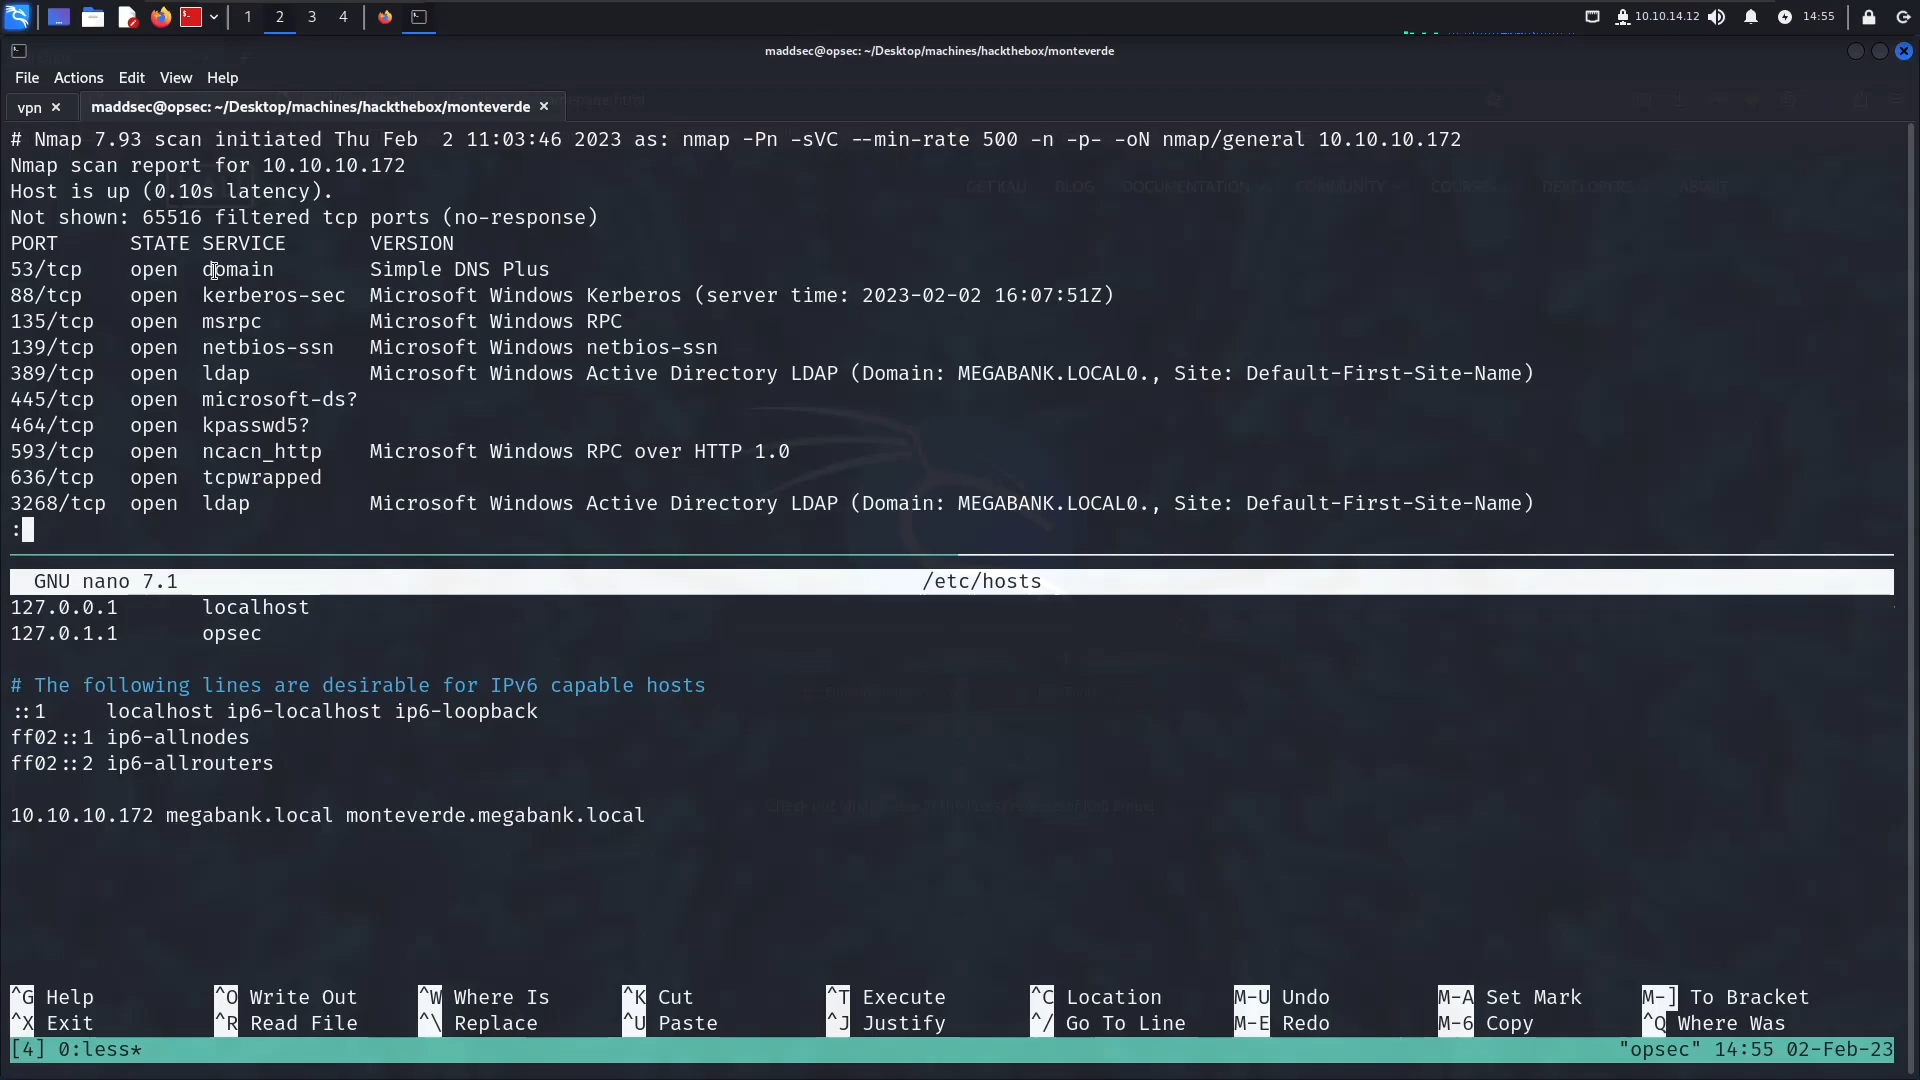 1 2 3 4
10.10.14.12 14:55
maddsec@opsec: ~/Desktop/machines/hackthebox/monteverde
File Actions Edit View Help
vpn × maddsec@opsec: ~/Desktop/machines/hackthebox/monteverde ×
# Nmap 7.93 scan initiated Thu Feb  2 11:03:46 2023 as: nmap -Pn -sVC --min-rate 500 -n -p- -oN nmap/general 10.10.10.172
Nmap scan report for 10.10.10.172
Host is up (0.10s latency).
Not shown: 65516 filtered tcp ports (no-response)
PORT      STATE SERVICE       VERSION
53/tcp    open  domain        Simple DNS Plus
88/tcp    open  kerberos-sec  Microsoft Windows Kerberos (server time: 2023-02-02 16:07:51Z)
135/tcp   open  msrpc         Microsoft Windows RPC
139/tcp   open  netbios-ssn   Microsoft Windows netbios-ssn
389/tcp   open  ldap          Microsoft Windows Active Directory LDAP (Domain: MEGABANK.LOCAL0., Site: Default-First-Site-Name)
445/tcp   open  microsoft-ds?
464/tcp   open  kpasswd5?
593/tcp   open  ncacn_http    Microsoft Windows RPC over HTTP 1.0
636/tcp   open  tcpwrapped
3268/tcp  open  ldap          Microsoft Windows Active Directory LDAP (Domain: MEGABANK.LOCAL0., Site: Default-First-Site-Name)
:
GNU nano 7.1 /etc/hosts
127.0.0.1       localhost
127.0.1.1       opsec
# The following lines are desirable for IPv6 capable hosts
::1     localhost ip6-localhost ip6-loopback
ff02::1 ip6-allnodes
ff02::2 ip6-allrouters
10.10.10.172 megabank.local monteverde.megabank.local
^G Help ^O Write Out ^W Where Is ^K Cut ^T Execute ^C Location M-U Undo M-A Set Mark M-] To Bracket
^X Exit ^R Read File ^\ Replace ^U Paste ^J Justify ^/ Go To Line M-E Redo M-6 Copy ^Q Where Was
[4] 0:less* "opsec" 14:55 02-Feb-23